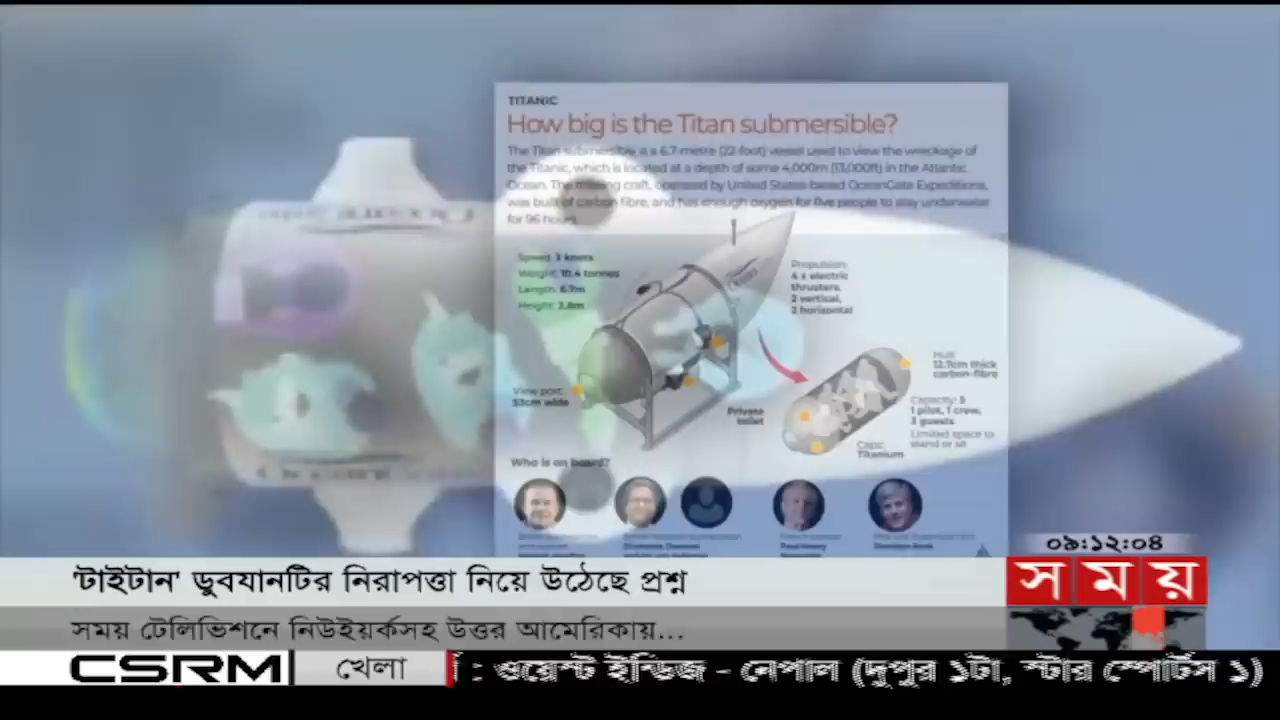 TITANIC
How big is the Titan submersible?
The Titan submersible is a 6.7-metre (22-foot) vessel used to view the wreckage of
the Titanic, which is located at a depth of some 4,000m (13,000ft) in the Atlantic
Ocean. The missing craft, operated by United States-based OceanGate Expeditions,
was built of carbon fibre, and has enough oxygen for five people to stay underwater
for 96 hours.
Speed: 3 knots
Weight: 10.4 tonnes
Length: 6.7m
Height: 2.8m
Propulsion:
4 x electric
thrusters,
2 vertical,
2 horizontal
View port:
53cm wide
Private
toilet
Hull:
12.7cm thick
carbon-fibre
Capacity: 5
1 pilot, 1 crew,
3 guests
Limited space to
stand or sit
Caps:
Titanium
Who is on board?
০৯:১২:০৪
'টাইটান' ডুবযানটির নিরাপত্তা নিয়ে উঠেছে প্রশ্ন
সময়
সময় টেলিভিশনে নিউইয়র্কসহ উত্তর আমেরিকায়...
CSRM খেলা : ওয়েস্ট ইন্ডিজ - নেপাল (দুপুর ১টা, স্টার স্পোর্টস ১)